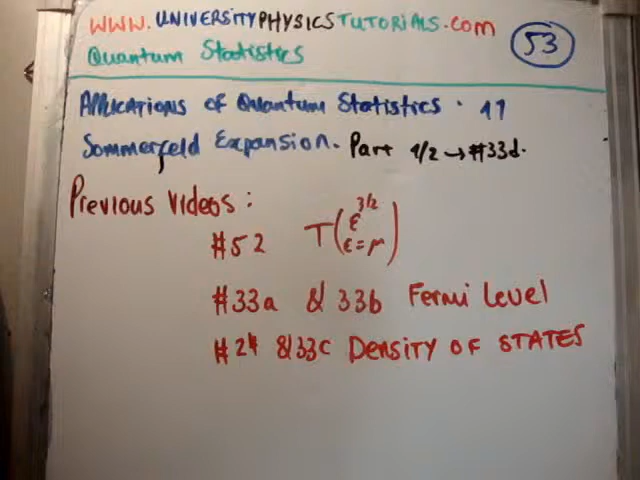 WWW.UNIVERSITYPHYSICSTUTORIALS.COM
53
Quantum Statistics
Applications of Quantum Statistics · 11
Sommerfeld Expansion. Part 1/2 → #33d.
Previous Videos:
#52 T(ε^3/2 ε=μ)
#33a & 33b Fermi Level
#24 & 33c DENSITY OF STATES